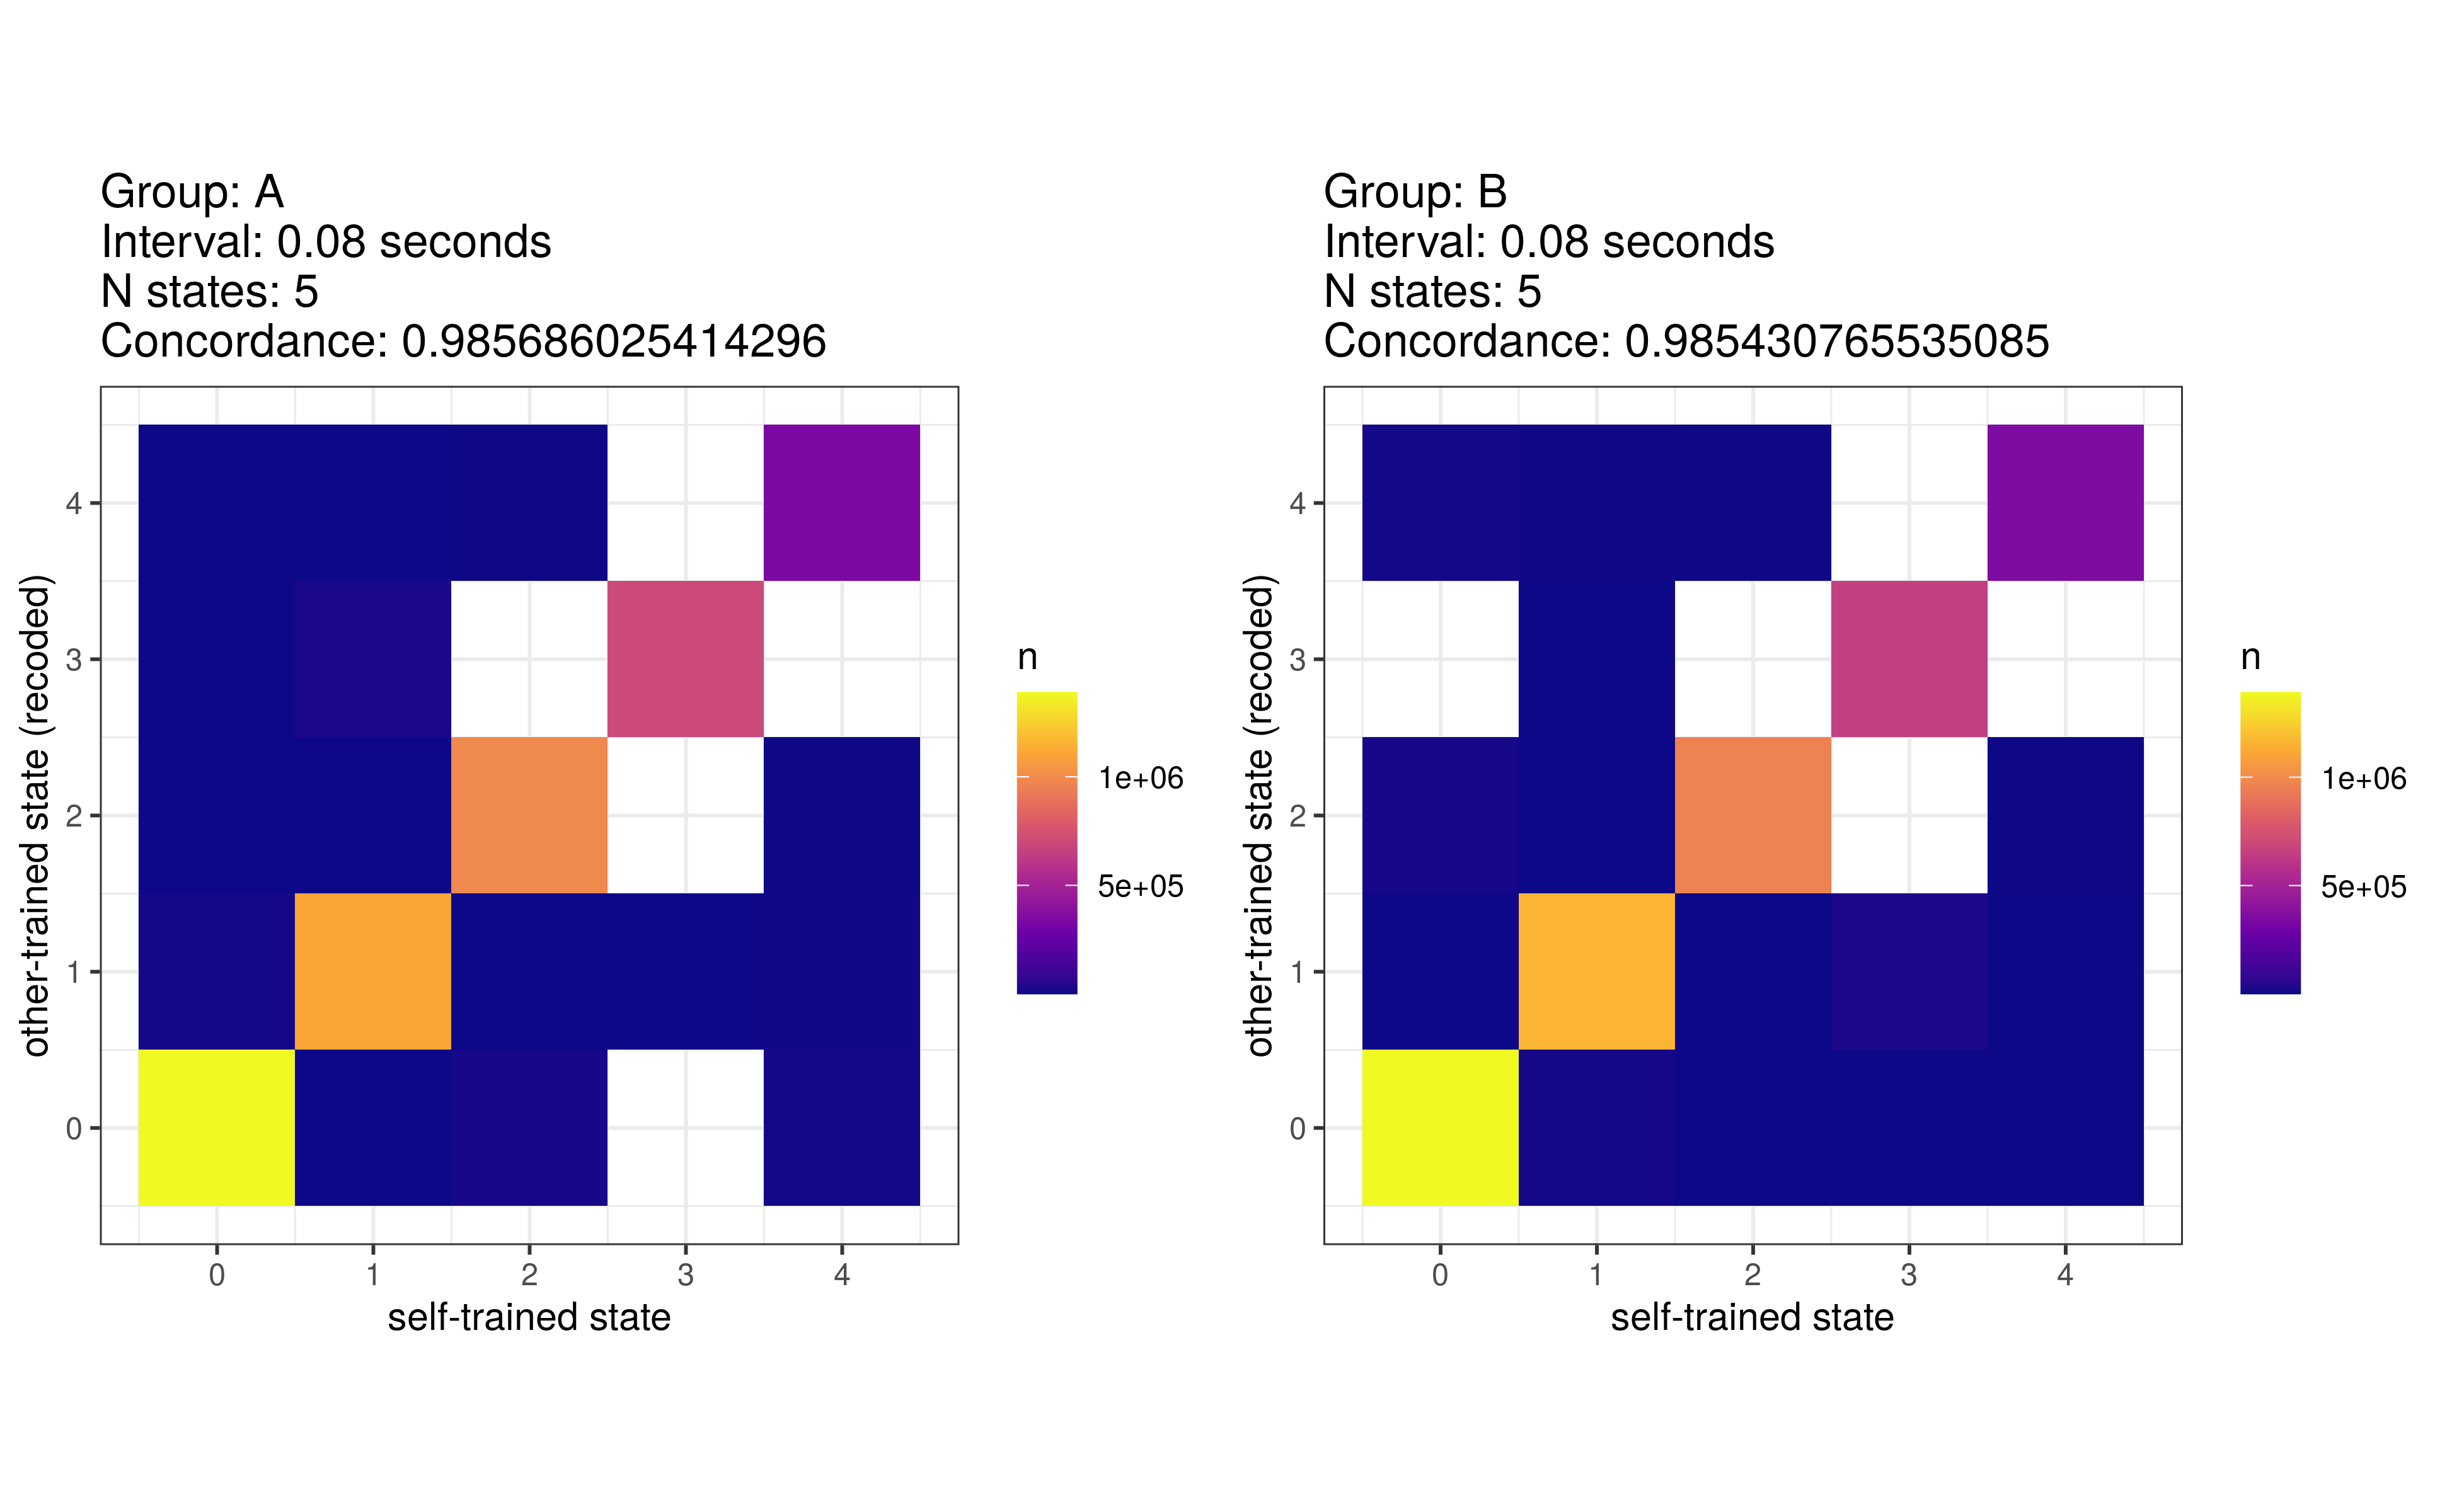 Group: A
Interval: 0.08 seconds
N states: 5
Concordance: 0.985686025414296
other-trained state (recoded)
4
3
2
1
0
0 1 2 3 4
self-trained state
n
1e+06
5e+05
Group: B
Interval: 0.08 seconds
N states: 5
Concordance: 0.985430765535085
other-trained state (recoded)
4
3
2
1
0
0 1 2 3 4
self-trained state
n
1e+06
5e+05